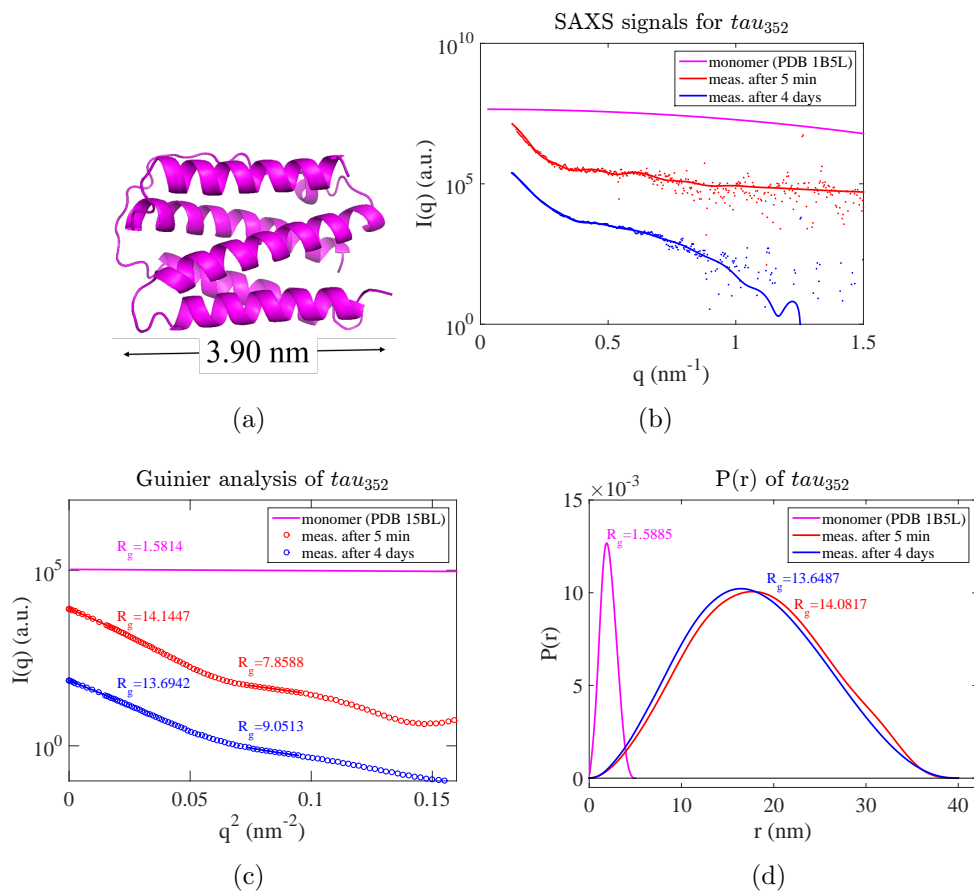 3.90 nm
(a)
SAXS signals for tau352
I(q) (a.u.)
10^10
10^5
10^0
monomer (PDB 1B5L)
meas. after 5 min
meas. after 4 days
0
0.5
1
1.5
q (nm^-1)
(b)
Guinier analysis of tau352
I(q) (a.u.)
10^5
10^0
monomer (PDB 15BL)
meas. after 5 min
meas. after 4 days
Rg=1.5814
Rg=14.1447
Rg=7.8588
Rg=13.6942
Rg=9.0513
0
0.05
0.1
0.15
q^2 (nm^-2)
(c)
P(r) of tau352
×10^-3
P(r)
15
10
5
0
monomer (PDB 1B5L)
meas. after 5 min
meas. after 4 days
Rg=1.5885
Rg=13.6487
Rg=14.0817
0
10
20
30
40
r (nm)
(d)